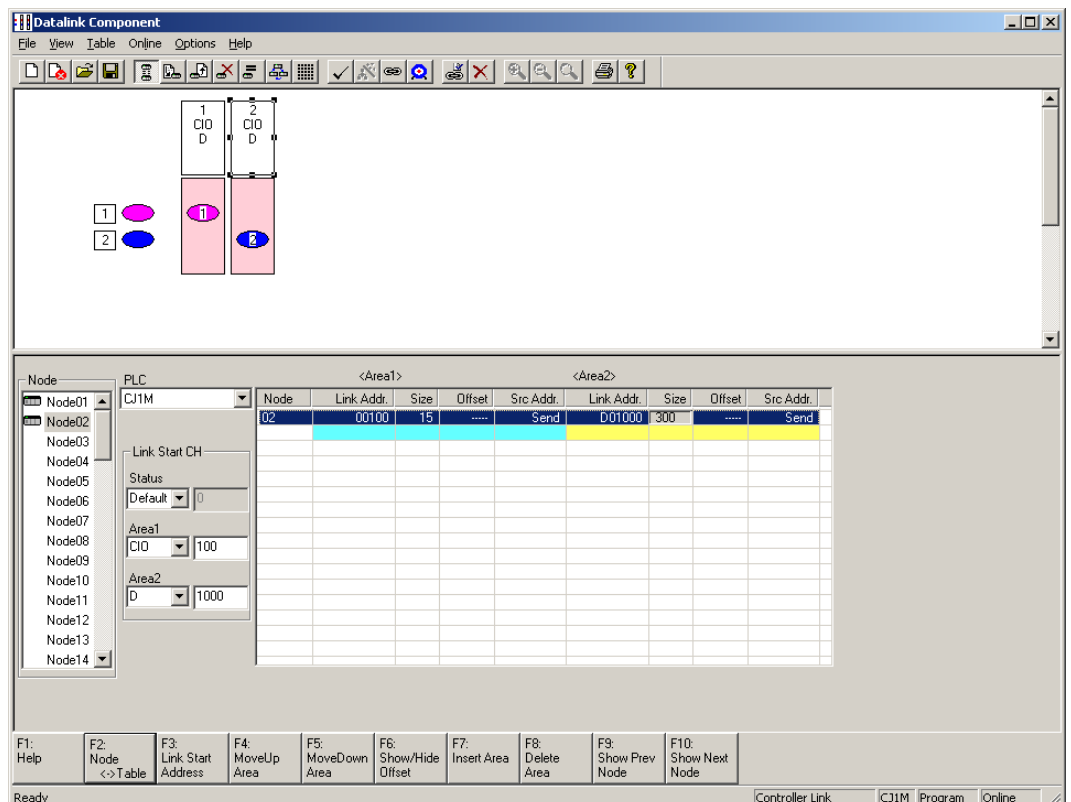 Datalink Component
File View Table Online Options Help
1 2
CIO CIO
D D
1 1
2 2
Node
Node01
Node02
Node03
Node04
Node05
Node06
Node07
Node08
Node09
Node10
Node11
Node12
Node13
Node14
PLC
CJ1M
Link Start CH
Status
Default 0
Area1
CIO 100
Area2
D 1000
<Area1> <Area2>
Node Link Addr. Size Offset Src Addr. Link Addr. Size Offset Src Addr.
02 00100 15 ----- Send D01000 300 ----- Send
F1:
Help
F2:
Node
<->Table
F3:
Link Start
Address
F4:
MoveUp
Area
F5:
MoveDown
Area
F6:
Show/Hide
Offset
F7:
Insert Area
F8:
Delete
Area
F9:
Show Prev
Node
F10:
Show Next
Node
Ready Controller Link CJ1M Program Online